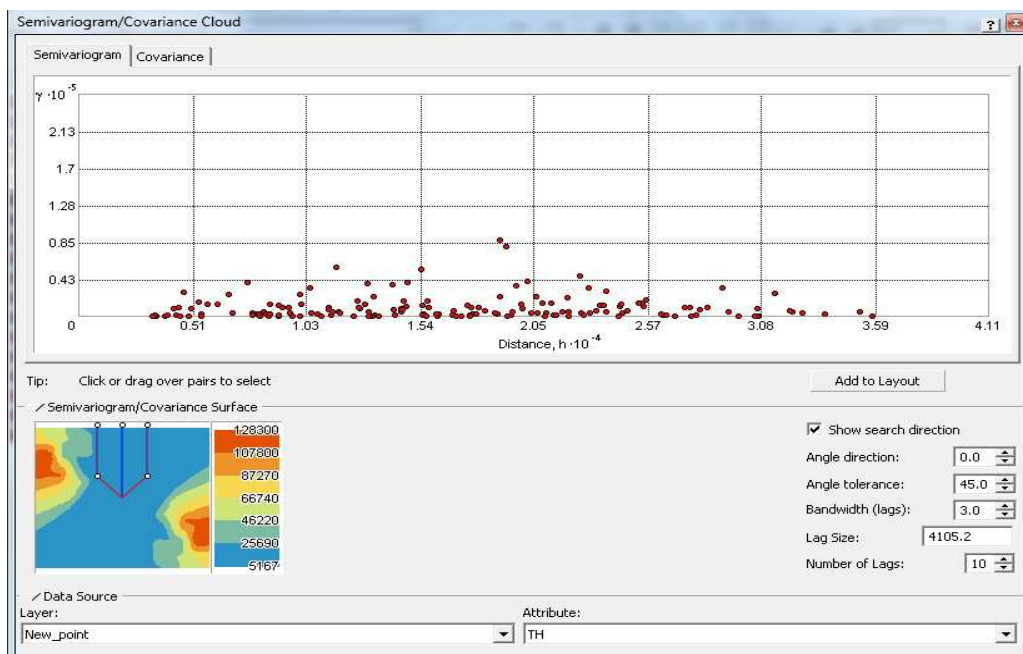 Semivariogram/Covariance Cloud
Semivariogram Covariance
γ·10⁻⁵
2.13
1.7
1.28
0.85
0.43
0 0.51 1.03 1.54 2.05 2.57 3.08 3.59 4.11
Distance, h·10⁻⁴
Tip: Click or drag over pairs to select Add to Layout
Semivariogram/Covariance Surface
128300
107800
87270
66740
46220
25690
5167
Show search direction
Angle direction: 0.0
Angle tolerance: 45.0
Bandwidth (lags): 3.0
Lag Size: 4105.2
Number of Lags: 10
Data Source
Layer: Attribute:
New_point TH